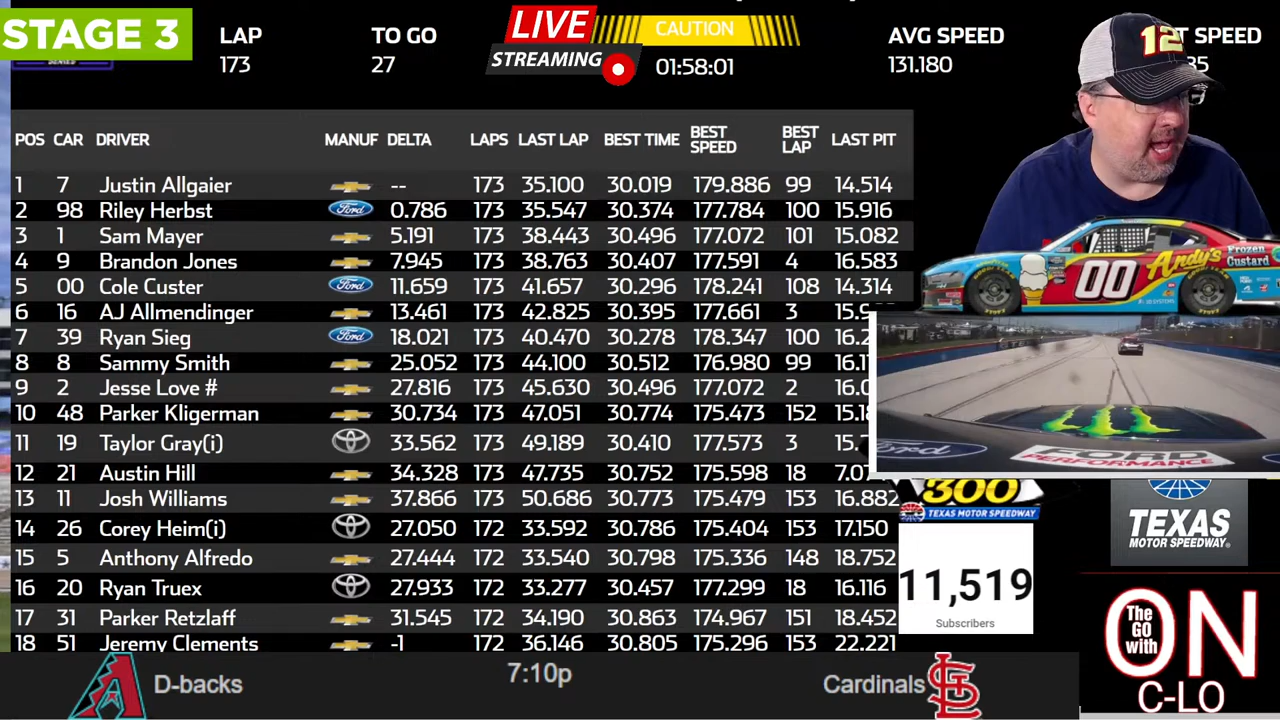 STAGE 3
LAP
173
TO GO
27
LIVE
STREAMING
CAUTION
01:58:01
AVG SPEED
131.180
SPEED
12
POS CAR DRIVER MANUF DELTA LAPS LAST LAP BEST TIME BEST SPEED BEST LAP LAST PIT
1 7 Justin Allgaier -- 173 35.100 30.019 179.886 99 14.514
2 98 Riley Herbst Ford 0.786 173 35.547 30.374 177.784 100 15.916
3 1 Sam Mayer 5.191 173 38.443 30.496 177.072 101 15.082
4 9 Brandon Jones 7.945 173 38.763 30.407 177.591 4 16.583
5 00 Cole Custer Ford 11.659 173 41.657 30.296 178.241 108 14.314
6 16 AJ Allmendinger 13.461 173 42.825 30.395 177.661 3
7 39 Ryan Sieg Ford 18.021 173 40.470 30.278 178.347 100
8 8 Sammy Smith 25.052 173 44.100 30.512 176.980 99
9 2 Jesse Love # 27.816 173 45.630 30.496 177.072 2
10 48 Parker Kligerman 30.734 173 47.051 30.774 175.473 152
11 19 Taylor Gray(i) 33.562 173 49.189 30.410 177.573 3
12 21 Austin Hill 34.328 173 47.735 30.752 175.598 18
13 11 Josh Williams 37.866 173 50.686 30.773 175.479 153 16.882
14 26 Corey Heim(i) 27.050 172 33.592 30.786 175.404 153 17.150
15 5 Anthony Alfredo 27.444 172 33.540 30.798 175.336 148 18.752
16 20 Ryan Truex 27.933 172 33.277 30.457 177.299 18 16.116
17 31 Parker Retzlaff 31.545 172 34.190 30.863 174.967 151 18.452
18 51 Jeremy Clements -1 172 36.146 30.805 175.296 153 22.221
00
Andy's
Frozen
Custard
Ford
FORD
PERFORMANCE
300
TEXAS MOTOR SPEEDWAY
TEXAS
MOTOR SPEEDWAY
11,519
Subscribers
The
GO
with
ON
C-LO
D-backs
7:10p
Cardinals